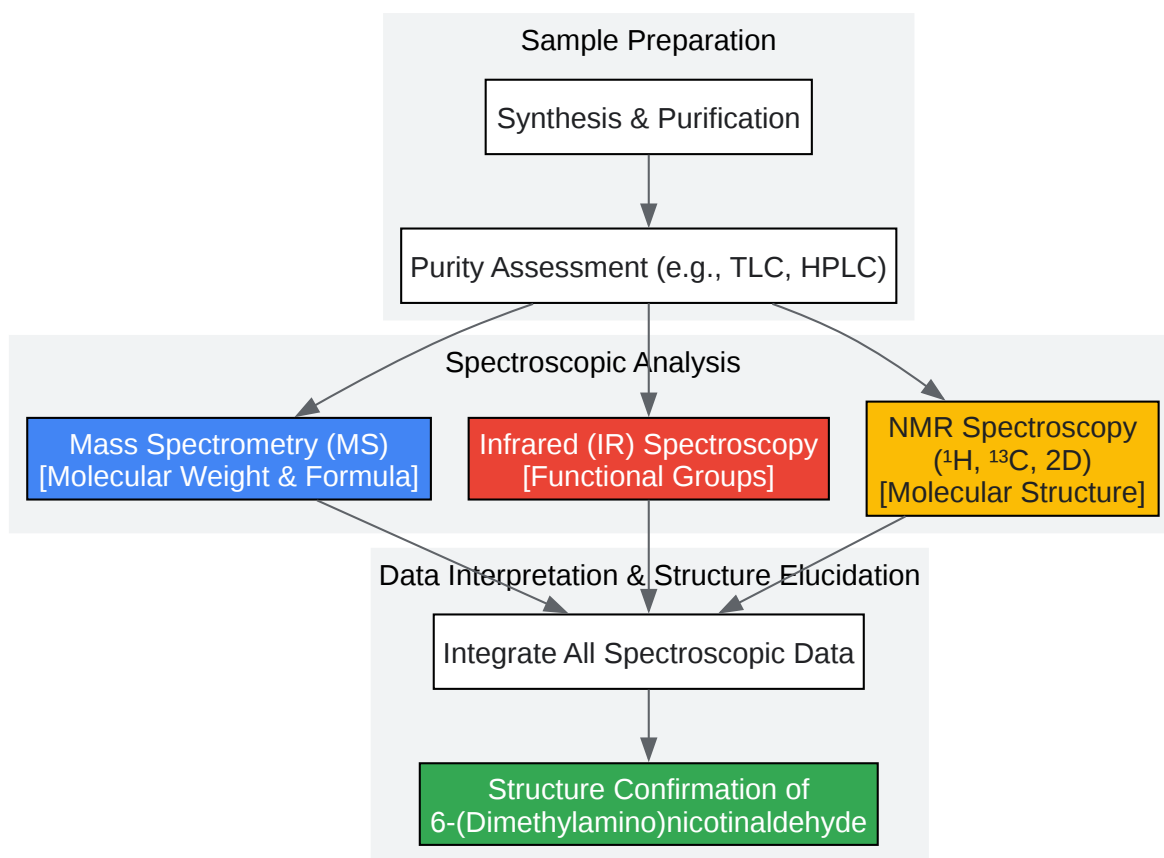 Sample Preparation
Synthesis & Purification
Purity Assessment (e.g., TLC, HPLC)
Spectroscopic Analysis
Mass Spectrometry (MS)
[Molecular Weight & Formula]
Infrared (IR) Spectroscopy
[Functional Groups]
NMR Spectroscopy
(¹H, ¹³C, 2D)
[Molecular Structure]
Data Interpretation & Structure Elucidation
Integrate All Spectroscopic Data
Structure Confirmation of
6-(Dimethylamino)nicotinaldehyde